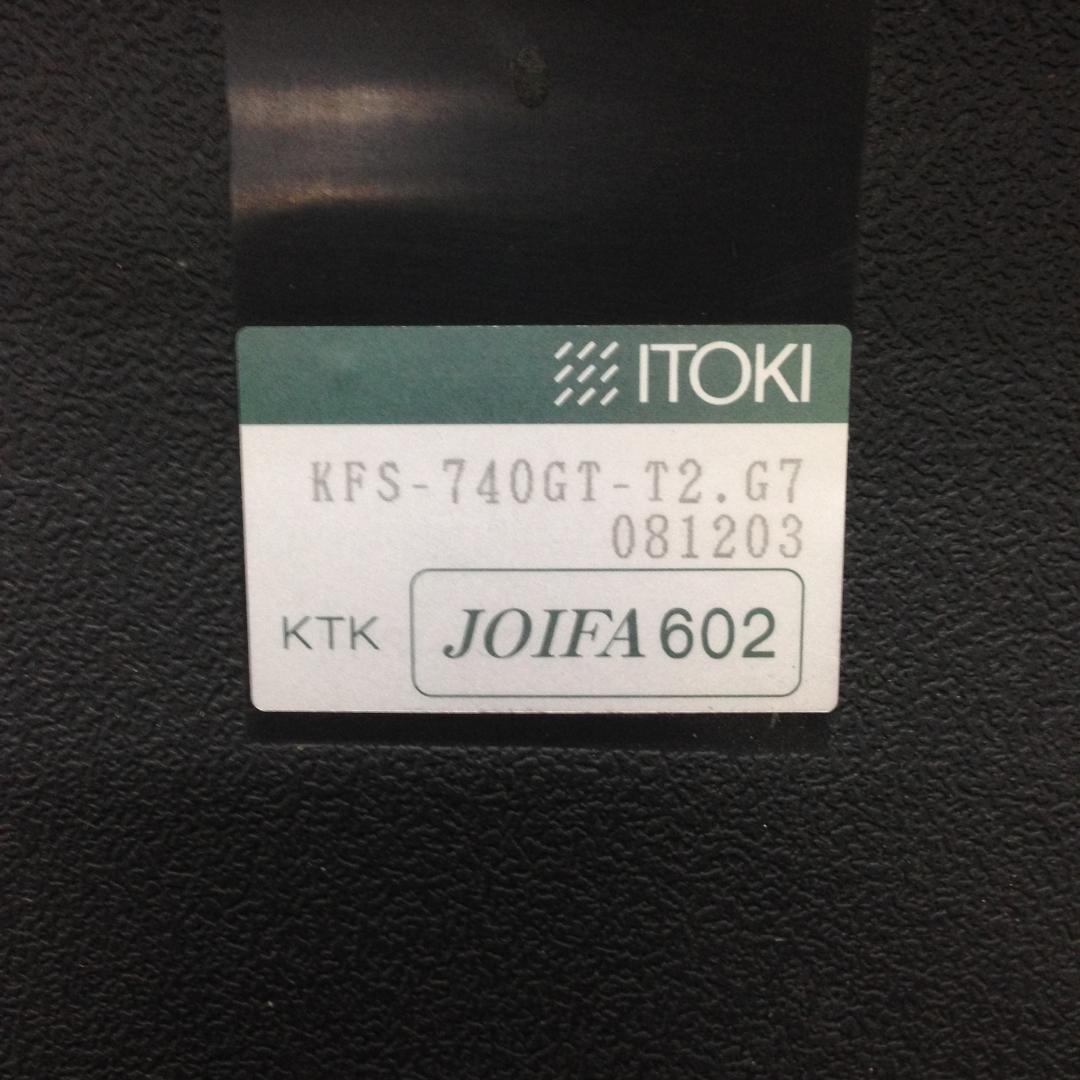 ITOKI
KFS-740GT-T2.G7
081203
KTK JOIFA 602